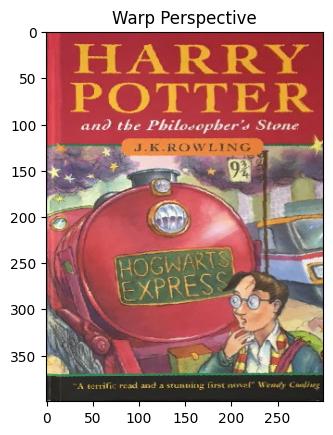 Warp Perspective
HARRY
POTTER
and the Philosopher's Stone
J.K.ROWLING
9¾
HOGWARTS
EXPRESS
"A terrific read and a stunning first novel" Wendy Cooling
0
50
100
150
200
250
300
350
0 50 100 150 200 250